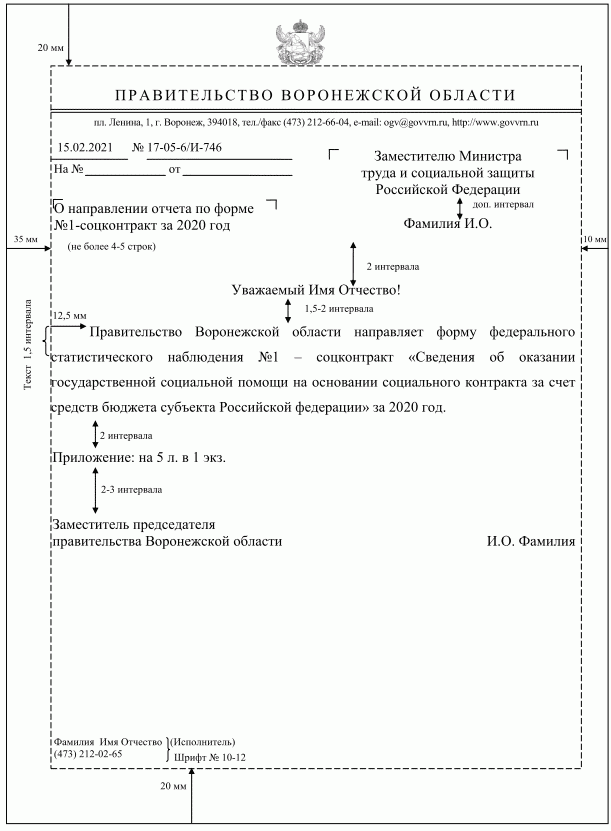 20 мм
ПРАВИТЕЛЬСТВО ВОРОНЕЖСКОЙ ОБЛАСТИ
пл. Ленина, 1, г. Воронеж, 394018, тел./факс (473) 212-66-04, e-mail: ogv@govvrn.ru, http://www.govvrn.ru
15.02.2021 № 17-05-6/И-746
На № от
Заместителю Министра
труда и социальной защиты
Российской Федерации
доп. интервал
Фамилия И.О.
О направлении отчета по форме
№1-соцконтракт за 2020 год
(не более 4-5 строк)
35 мм
10 мм
2 интервала
Уважаемый Имя Отчество!
1,5-2 интервала
12,5 мм
Текст 1,5 интервала
Правительство Воронежской области направляет форму федерального
статистического наблюдения №1 – соцконтракт «Сведения об оказании
государственной социальной помощи на основании социального контракта за счет
средств бюджета субъекта Российской федерации» за 2020 год.
2 интервала
Приложение: на 5 л. в 1 экз.
2-3 интервала
Заместитель председателя
правительства Воронежской области И.О. Фамилия
Фамилия Имя Отчество (Исполнитель)
(473) 212-02-65 Шрифт № 10-12
20 мм